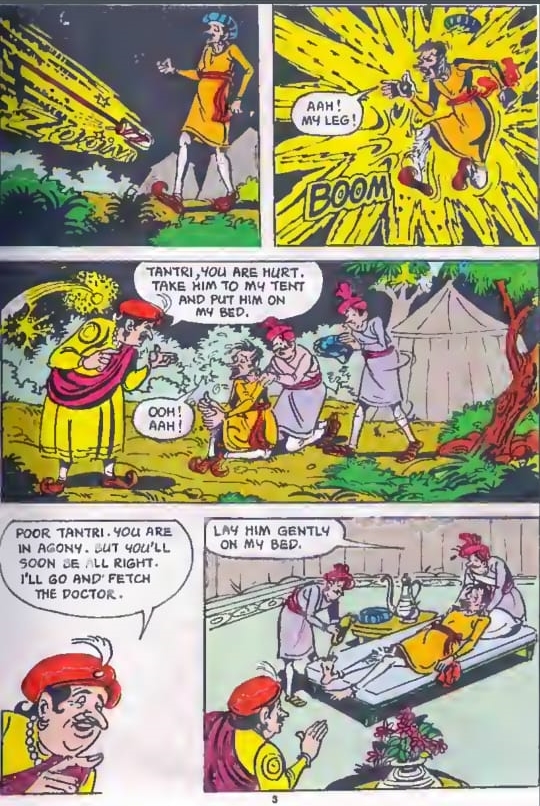 ZOOOM
AAH!
MY LEG!
BOOM
TANTRI, YOU ARE HURT.
TAKE HIM TO MY TENT
AND PUT HIM ON
MY BED.
OOH!
AAH!
POOR TANTRI. YOU ARE
IN AGONY. BUT YOU'LL
SOON BE ALL RIGHT.
I'LL GO AND FETCH
THE DOCTOR.
LAY HIM GENTLY
ON MY BED.
3